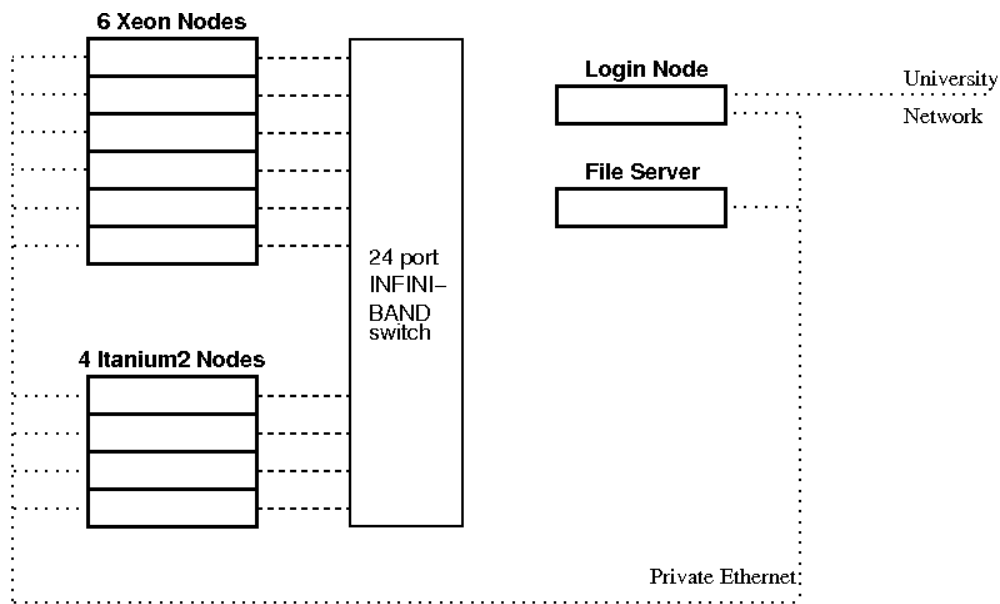 6 Xeon Nodes
Login Node
University
Network
File Server
24 port
INFINI-
BAND
switch
4 Itanium2 Nodes
Private Ethernet